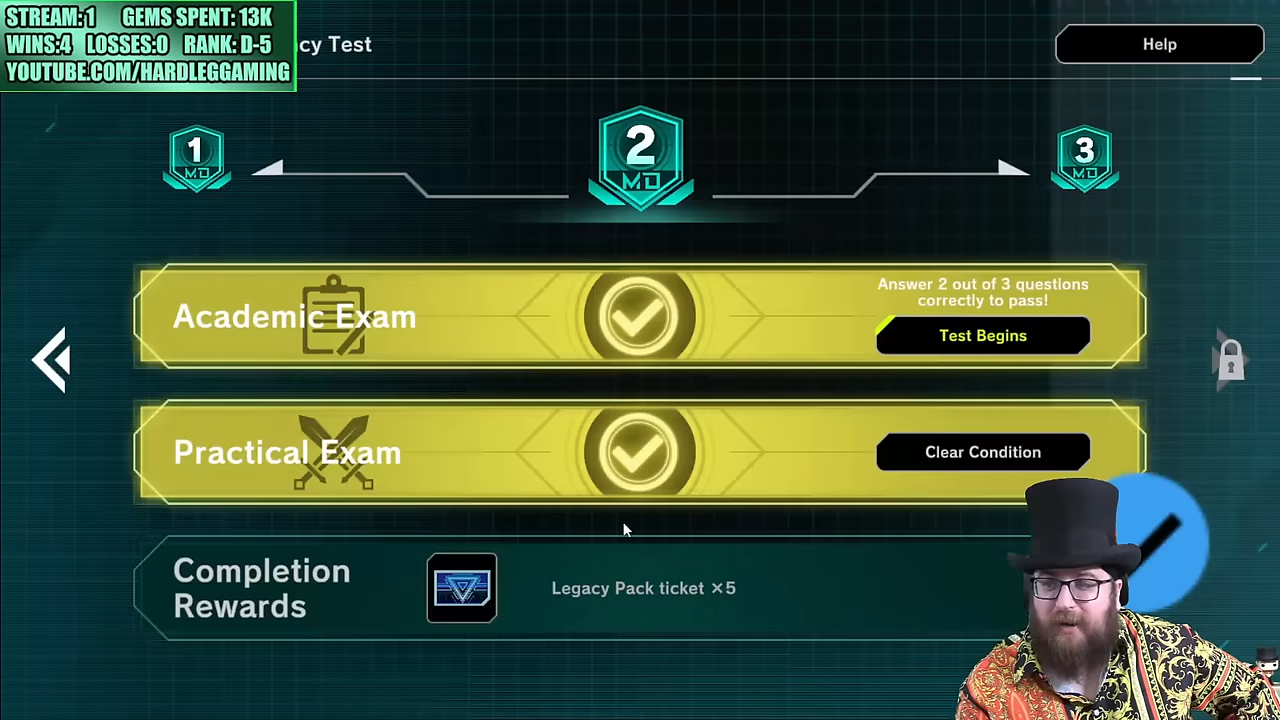 STREAM:1 GEMS SPENT: 13K
WINS:4 LOSSES:0 RANK: D-5
YOUTUBE.COM/HARDLEGGAMING
cy Test
Help
1
MD
2
MD
3
MD
Academic Exam
Answer 2 out of 3 questions
correctly to pass!
Test Begins
Practical Exam
Clear Condition
Completion
Rewards
Legacy Pack ticket ×5